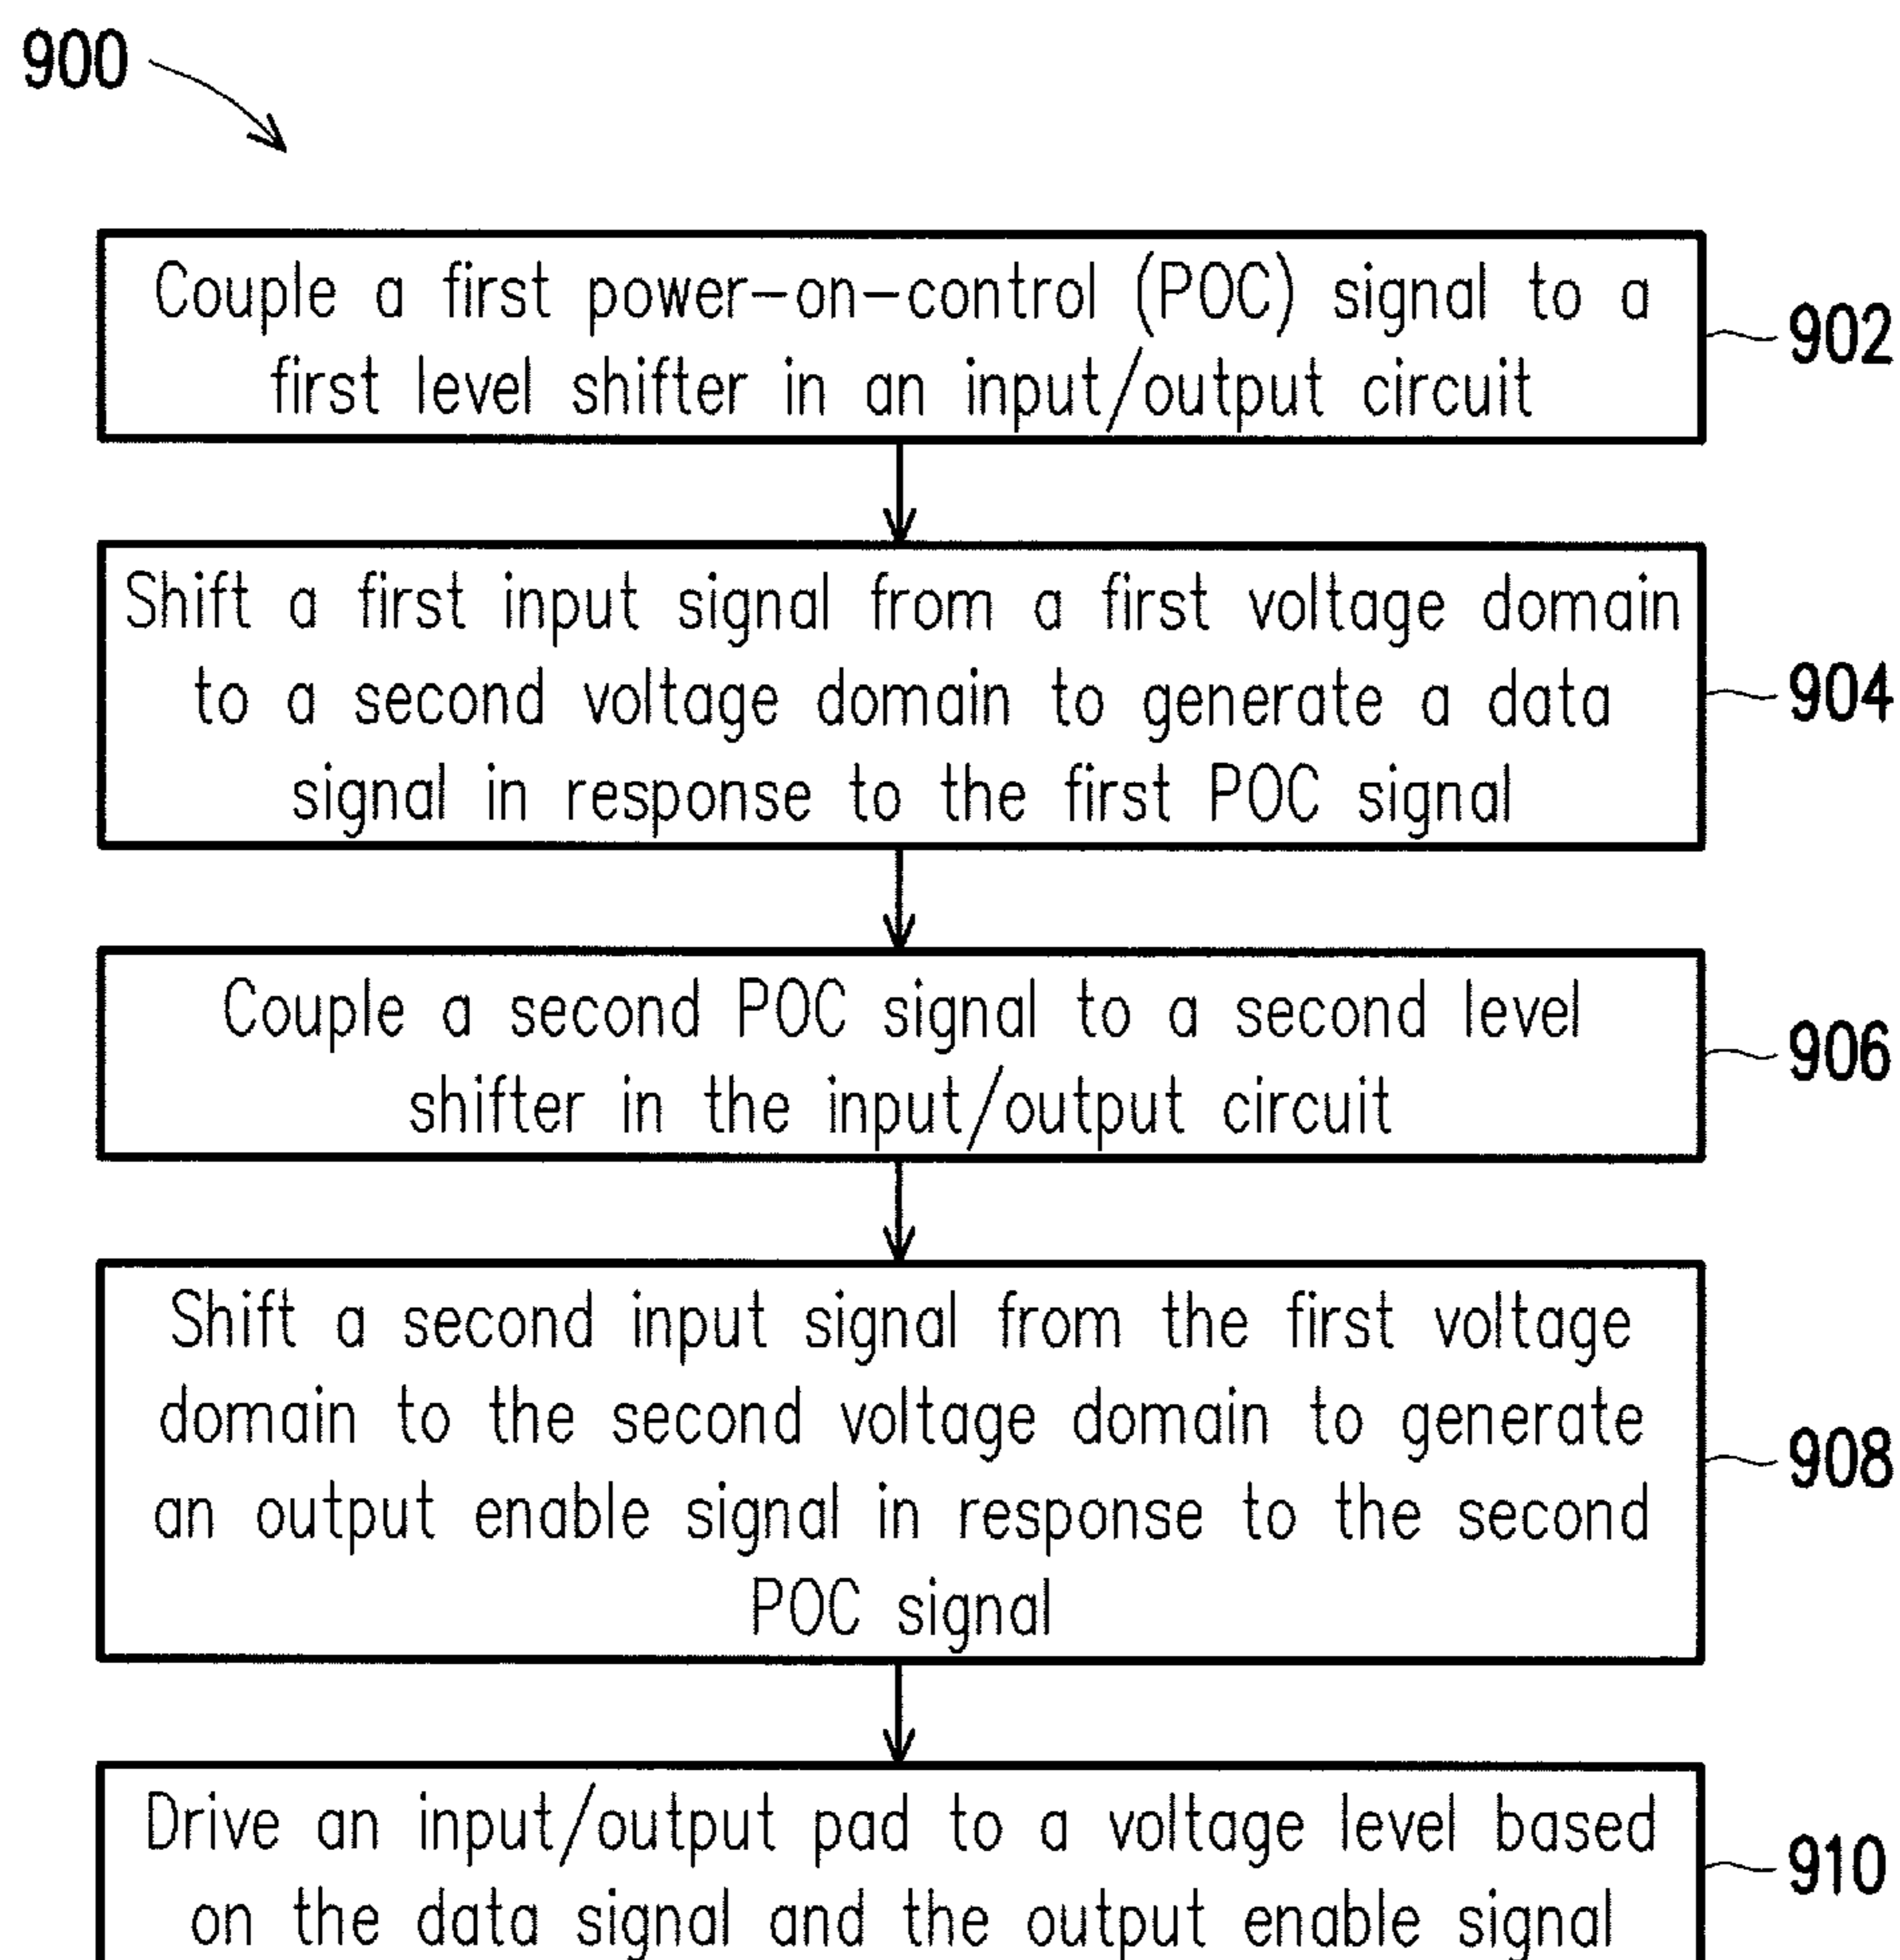 900
Couple a first power-on-control (POC) signal to a
first level shifter in an input/output circuit
902
Shift a first input signal from a first voltage domain
to a second voltage domain to generate a data
signal in response to the first POC signal
904
Couple a second POC signal to a second level
shifter in the input/output circuit
906
Shift a second input signal from the first voltage
domain to the second voltage domain to generate
an output enable signal in response to the second
POC signal
908
Drive an input/output pad to a voltage level based
on the data signal and the output enable signal
910